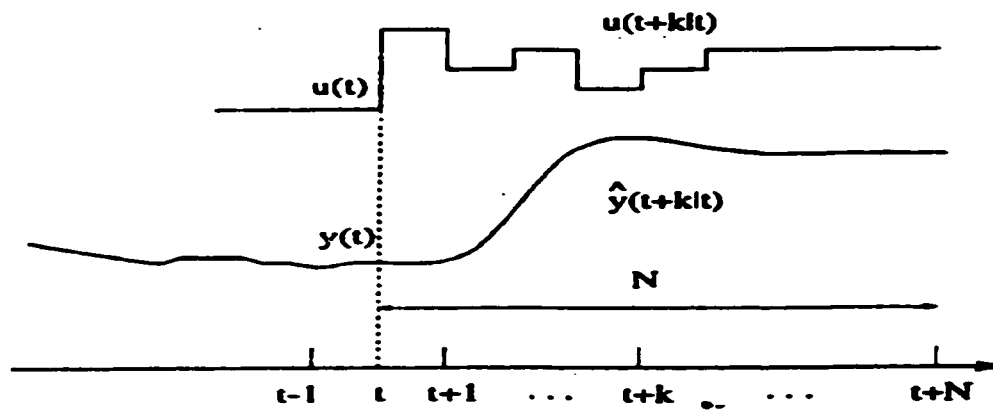 u(t+k|t)
u(t)
ŷ(t+k|t)
y(t)
N
t-1 t t+1 ... t+k ... t+N